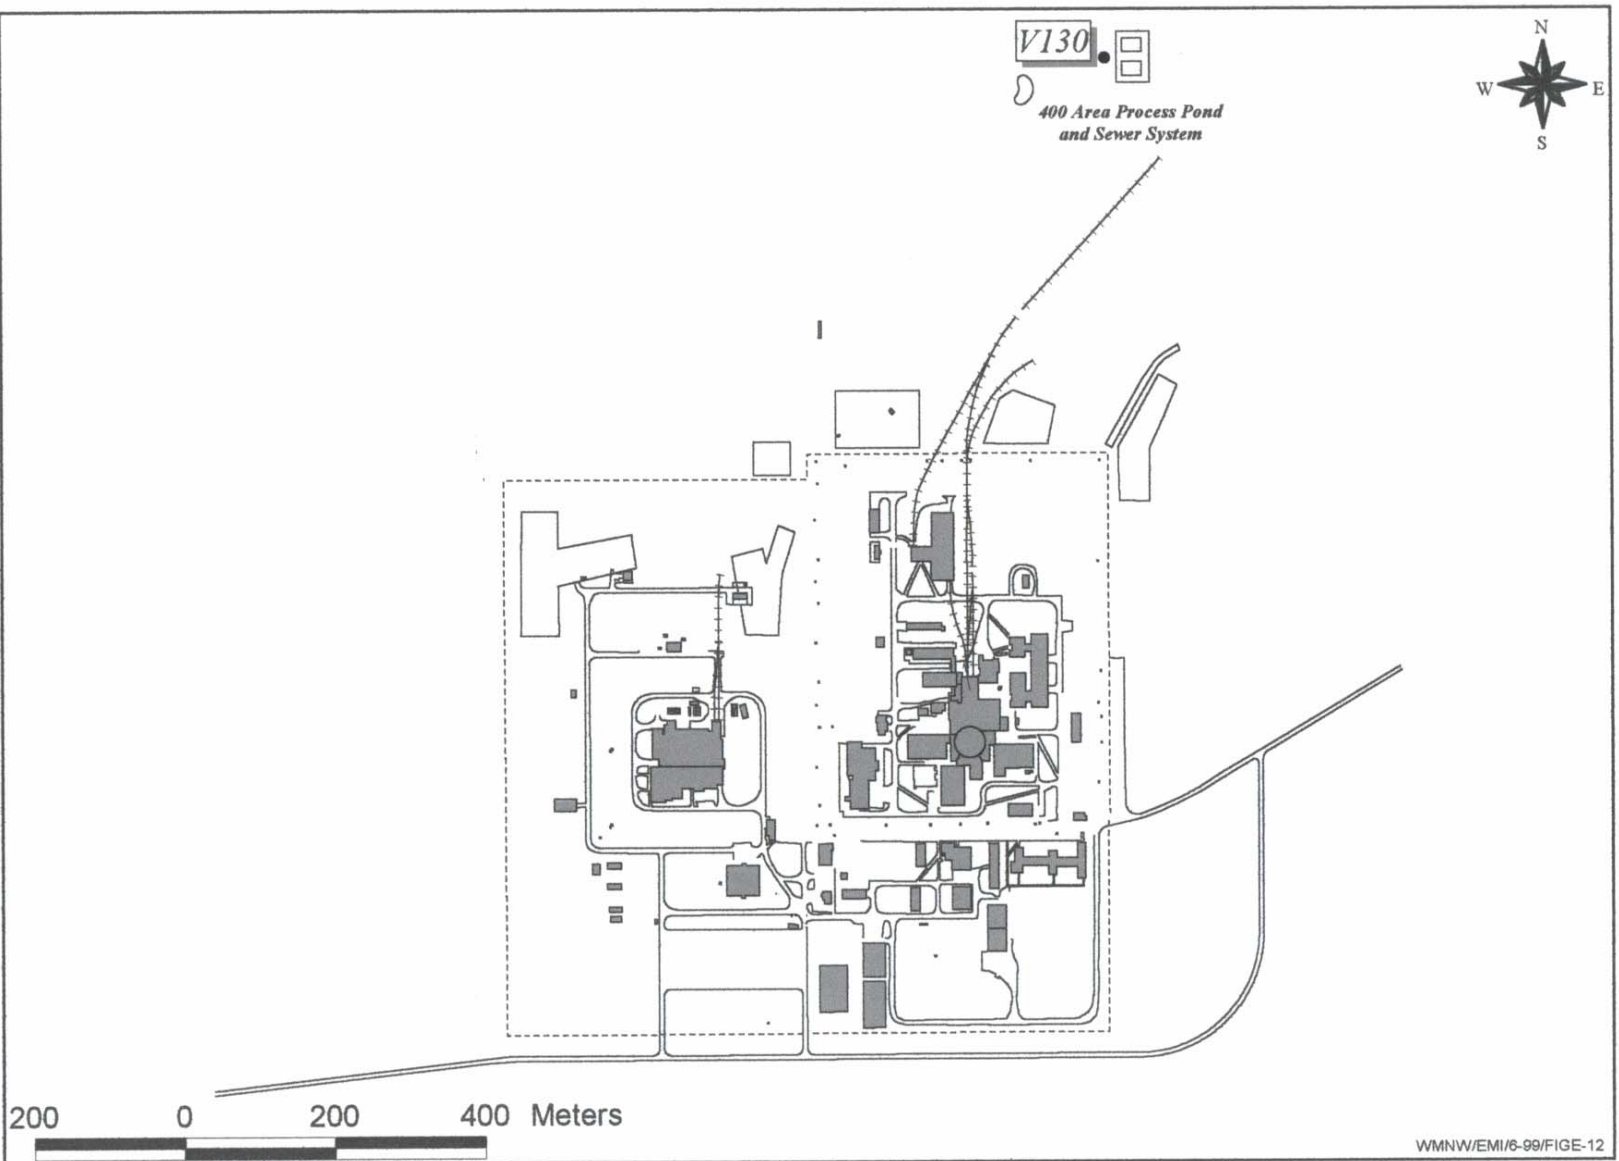 V130
N
W E
S
400 Area Process Pond
and Sewer System
200 0 200 400 Meters
WMNW/EMI/6-99/FIGE-12